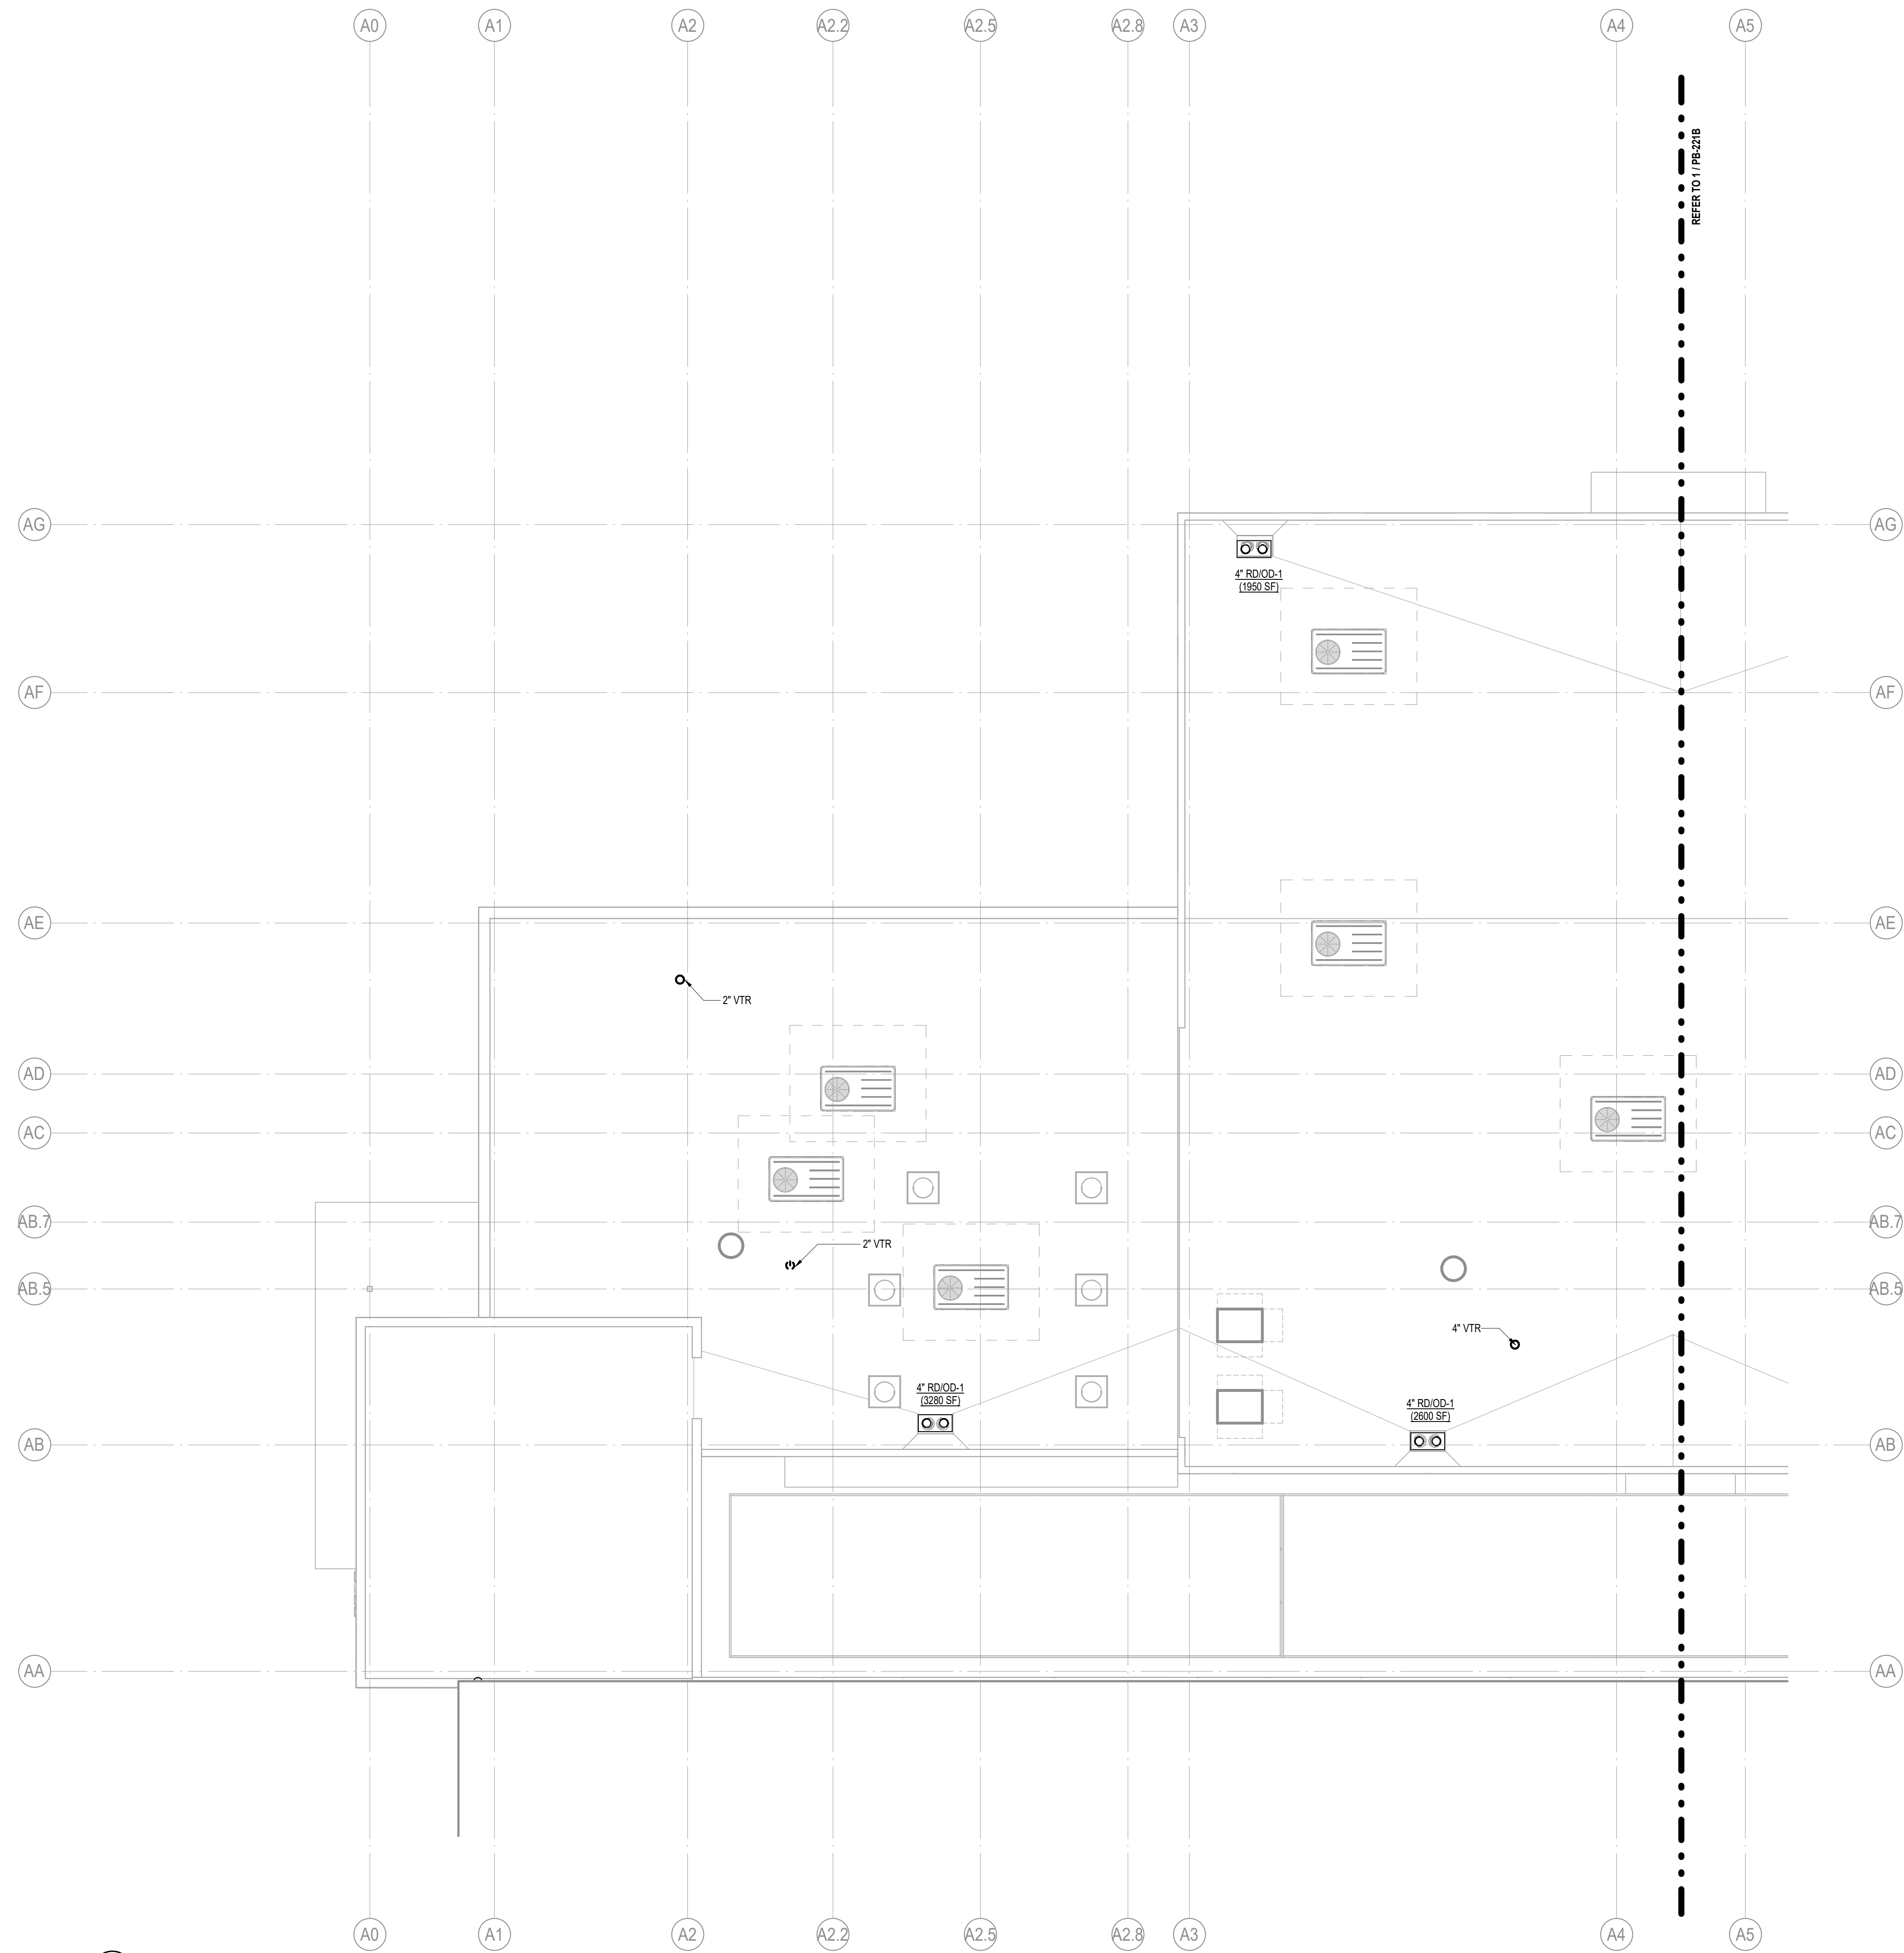 A0 A1 A2 A2.2 A2.5 A2.8 A3 A4 A5
REFER TO 1 / PB-221B
AG AG
4" RD/OD-1
(1950 SF)
AF AF
AE AE
2" VTR
AD AD
AC AC
AB.7 AB.7
2" VTR
AB.5 AB.5
4" VTR
4" RD/OD-1
(3280 SF)
4" RD/OD-1
(2600 SF)
AB AB
AA AA
A0 A1 A2 A2.2 A2.5 A2.8 A3 A4 A5